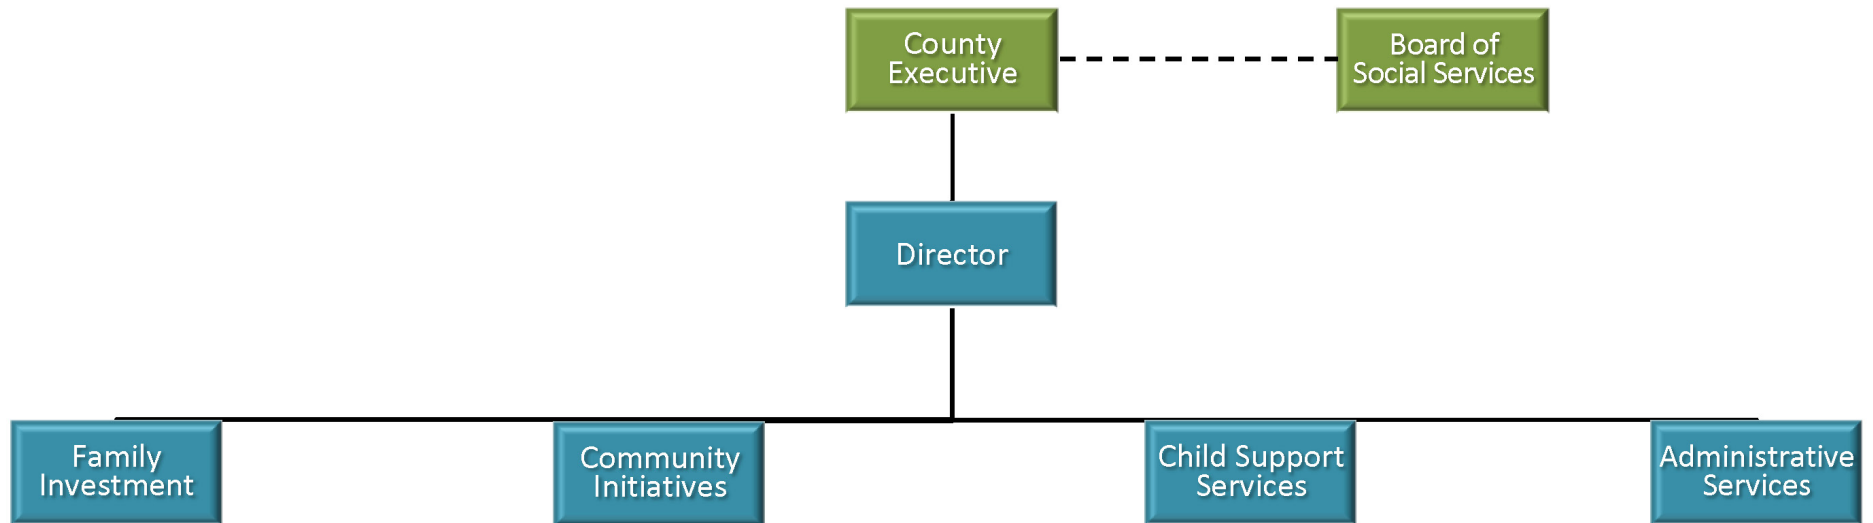 County
Executive
Board of
Social Services
Director
Family
Investment
Community
Initiatives
Child Support
Services
Administrative
Services